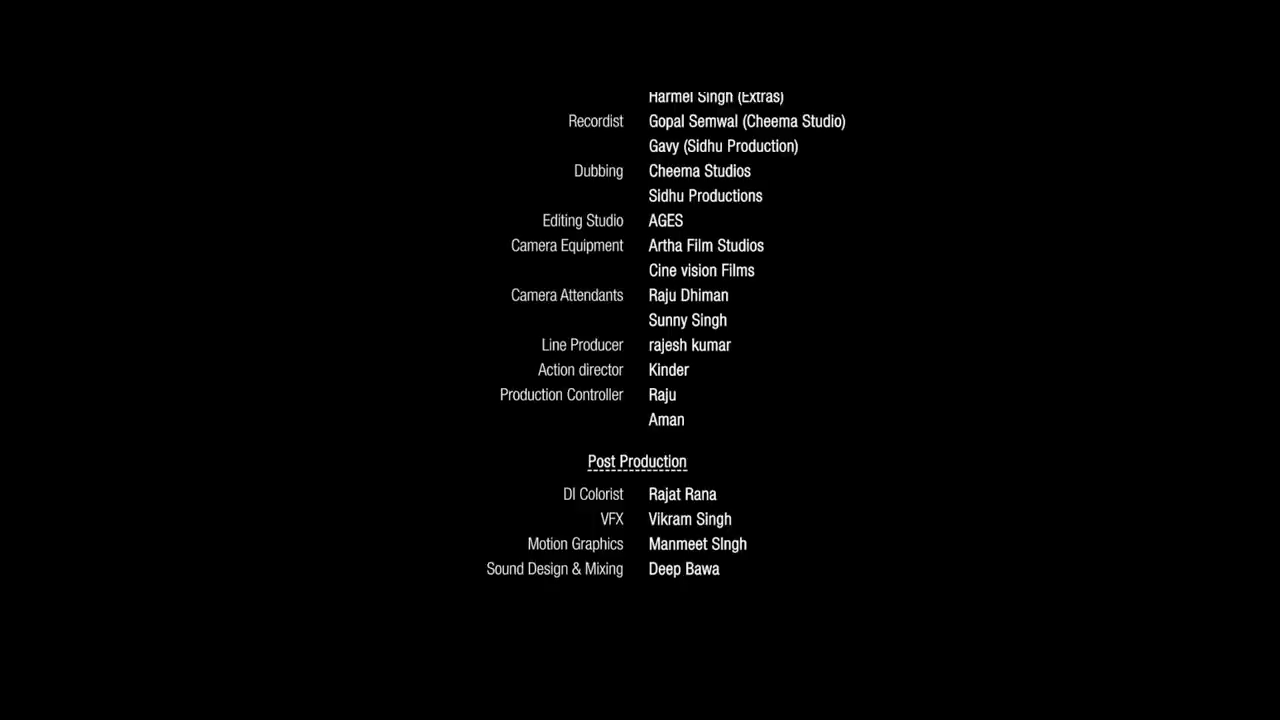 Harmel Singh (Extras)
Recordist Gopal Semwal (Cheema Studio)
Gavy (Sidhu Production)
Dubbing Cheema Studios
Sidhu Productions
Editing Studio AGES
Camera Equipment Artha Film Studios
Cine vision Films
Camera Attendants Raju Dhiman
Sunny Singh
Line Producer rajesh kumar
Action director Kinder
Production Controller Raju
Aman
Post Production
DI Colorist Rajat Rana
VFX Vikram Singh
Motion Graphics Manmeet SIngh
Sound Design & Mixing Deep Bawa